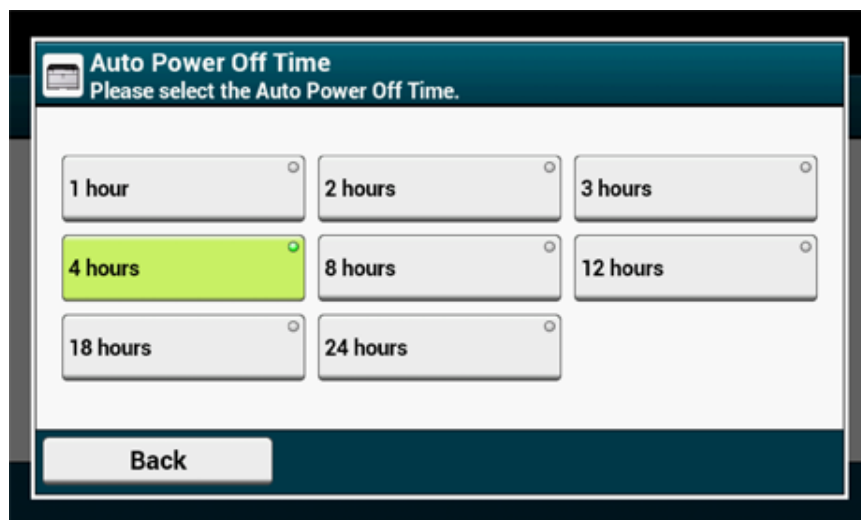 Auto Power Off Time
Please select the Auto Power Off Time.
1 hour
2 hours
3 hours
4 hours
8 hours
12 hours
18 hours
24 hours
Back